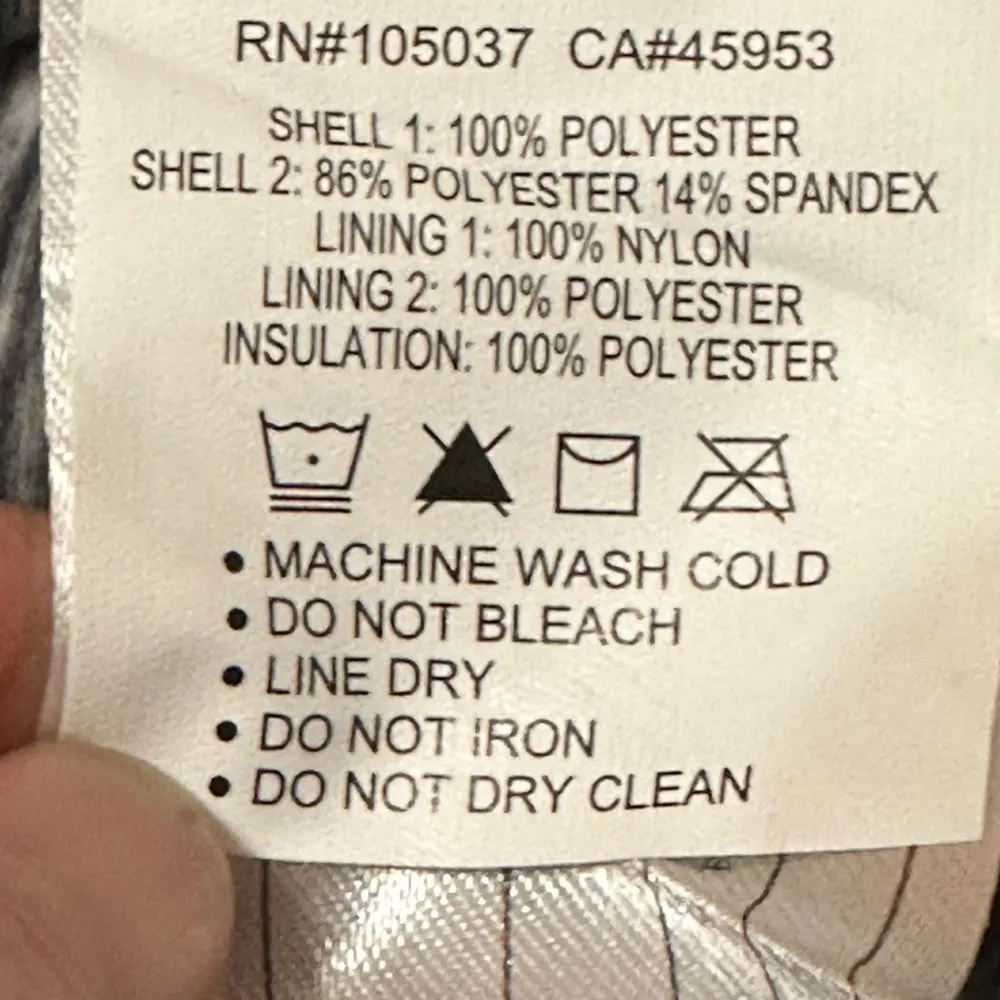 RN#105037 CA#45953
SHELL 1: 100% POLYESTER
SHELL 2: 86% POLYESTER 14% SPANDEX
LINING 1: 100% NYLON
LINING 2: 100% POLYESTER
INSULATION: 100% POLYESTER
• MACHINE WASH COLD
• DO NOT BLEACH
• LINE DRY
• DO NOT IRON
• DO NOT DRY CLEAN